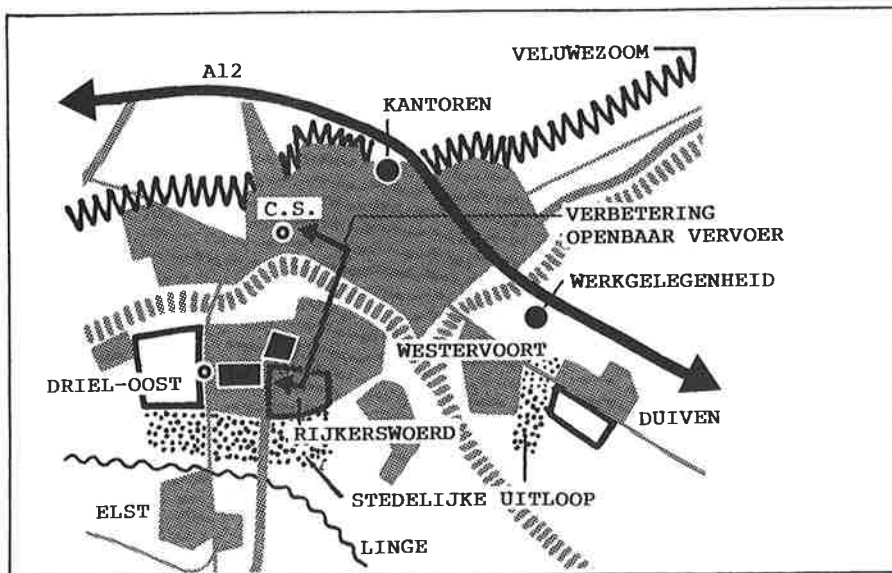 VELUWEZOOM
A12
KANTOREN
C.S.
VERBETERING
OPENBAAR VERVOER
WERKGELEGENHEID
WESTERVOORT
DRIEL-OOST
DUIVEN
RIJKERSWOERD
STEDELIJKE UITLOOP
ELST
LINGE